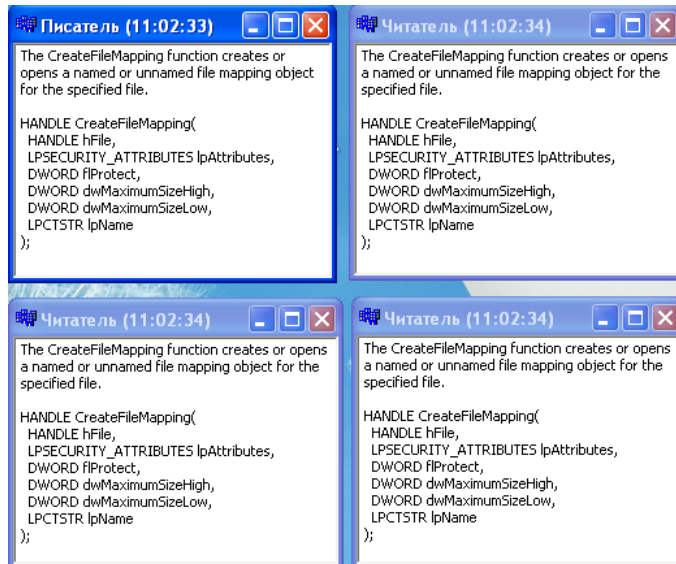 Писатель (11:02:33)
The CreateFileMapping function creates or
opens a named or unnamed file mapping object
for the specified file.
HANDLE CreateFileMapping(
HANDLE hFile,
LPSECURITY_ATTRIBUTES lpAttributes,
DWORD flProtect,
DWORD dwMaximumSizeHigh,
DWORD dwMaximumSizeLow,
LPCTSTR lpName
);
Читатель (11:02:34)
The CreateFileMapping function creates or opens
a named or unnamed file mapping object for the
specified file.
HANDLE CreateFileMapping(
HANDLE hFile,
LPSECURITY_ATTRIBUTES lpAttributes,
DWORD flProtect,
DWORD dwMaximumSizeHigh,
DWORD dwMaximumSizeLow,
LPCTSTR lpName
);
Читатель (11:02:34)
The CreateFileMapping function creates or opens
a named or unnamed file mapping object for the
specified file.
HANDLE CreateFileMapping(
HANDLE hFile,
LPSECURITY_ATTRIBUTES lpAttributes,
DWORD flProtect,
DWORD dwMaximumSizeHigh,
DWORD dwMaximumSizeLow,
LPCTSTR lpName
);
Читатель (11:02:34)
The CreateFileMapping function creates or opens
a named or unnamed file mapping object for the
specified file.
HANDLE CreateFileMapping(
HANDLE hFile,
LPSECURITY_ATTRIBUTES lpAttributes,
DWORD flProtect,
DWORD dwMaximumSizeHigh,
DWORD dwMaximumSizeLow,
LPCTSTR lpName
);